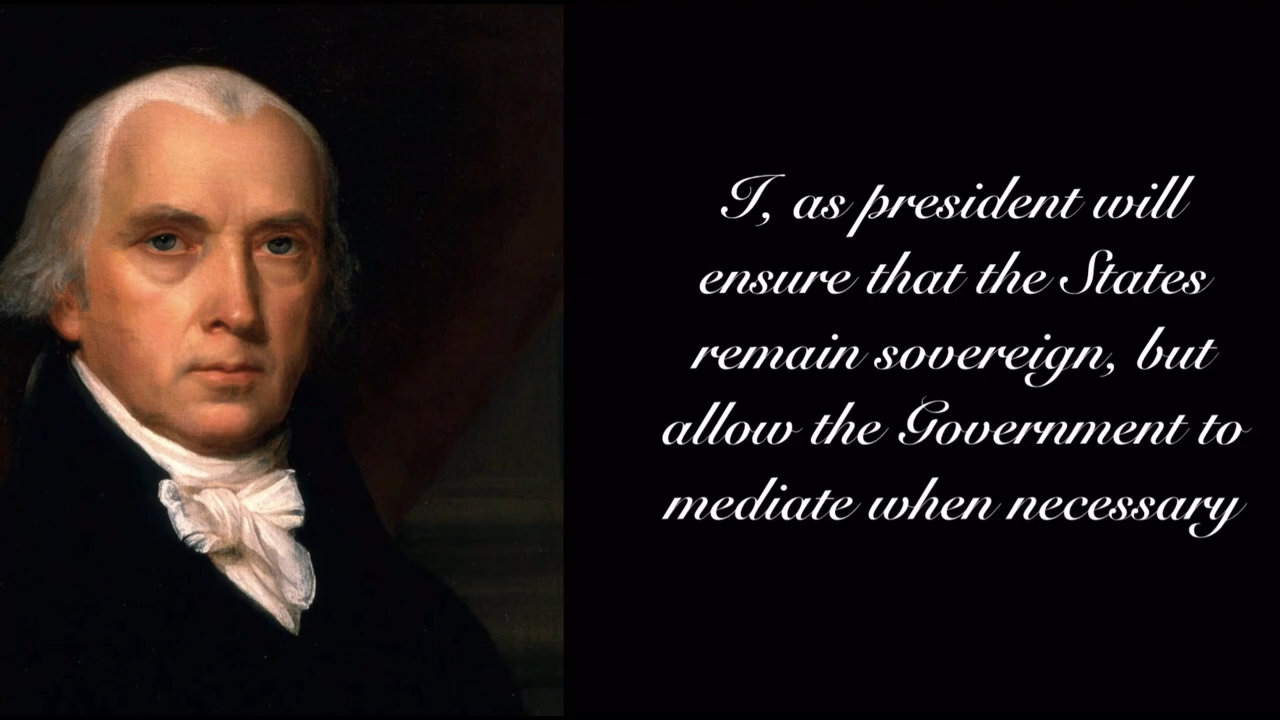 I, as president will
ensure that the States
remain sovereign, but
allow the Government to
mediate when necessary